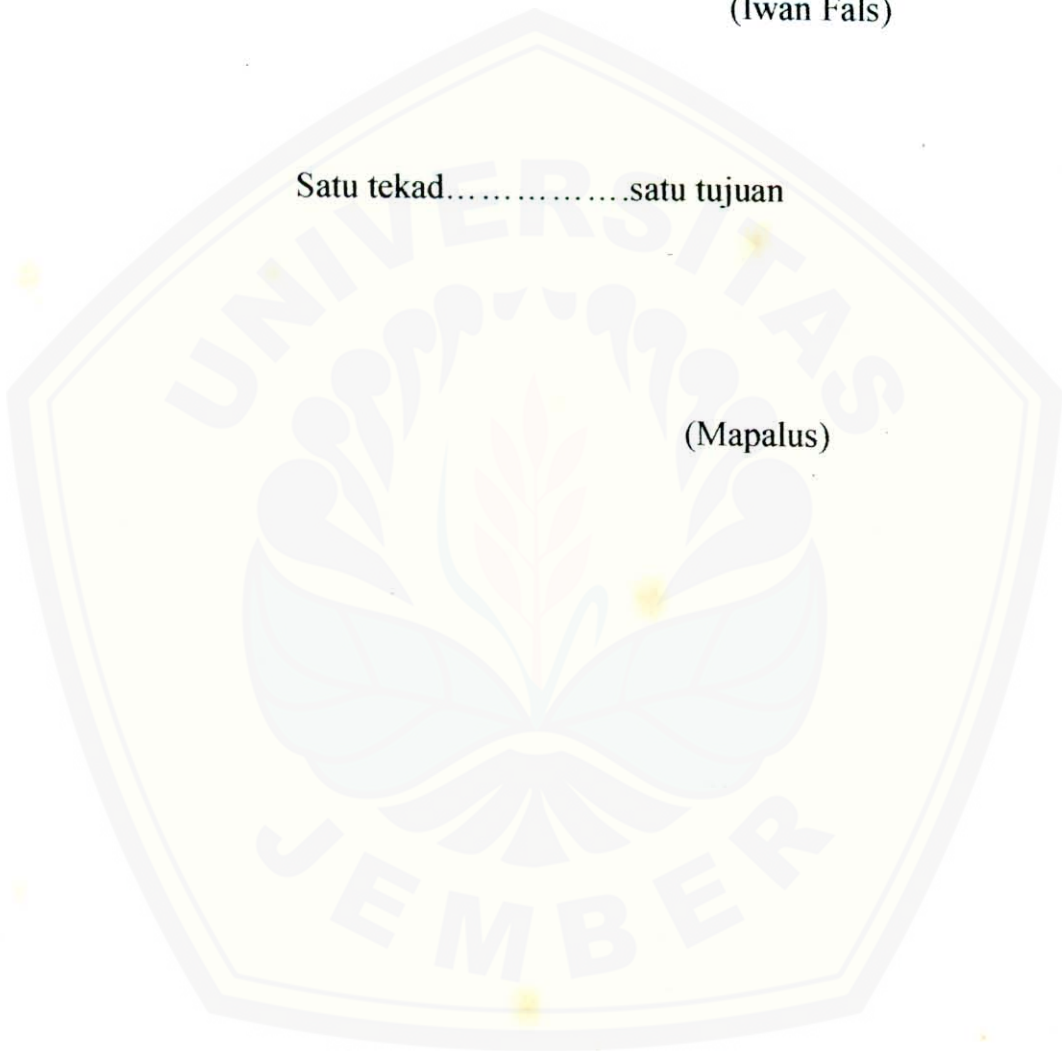 (Iwan Fals)
Satu tekad……………..satu tujuan
UNIVERSITAS
(Mapalus)
JEMBER